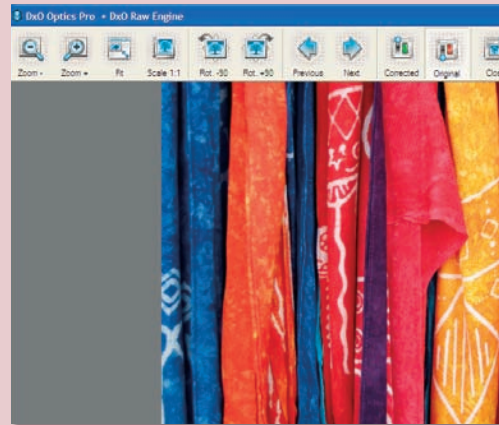 DxO Optics Pro • DxO Raw Engine
Zoom - Zoom + Fit Scale 1:1 Rot. -90 Rot. +90 Previous Next Corrected Original